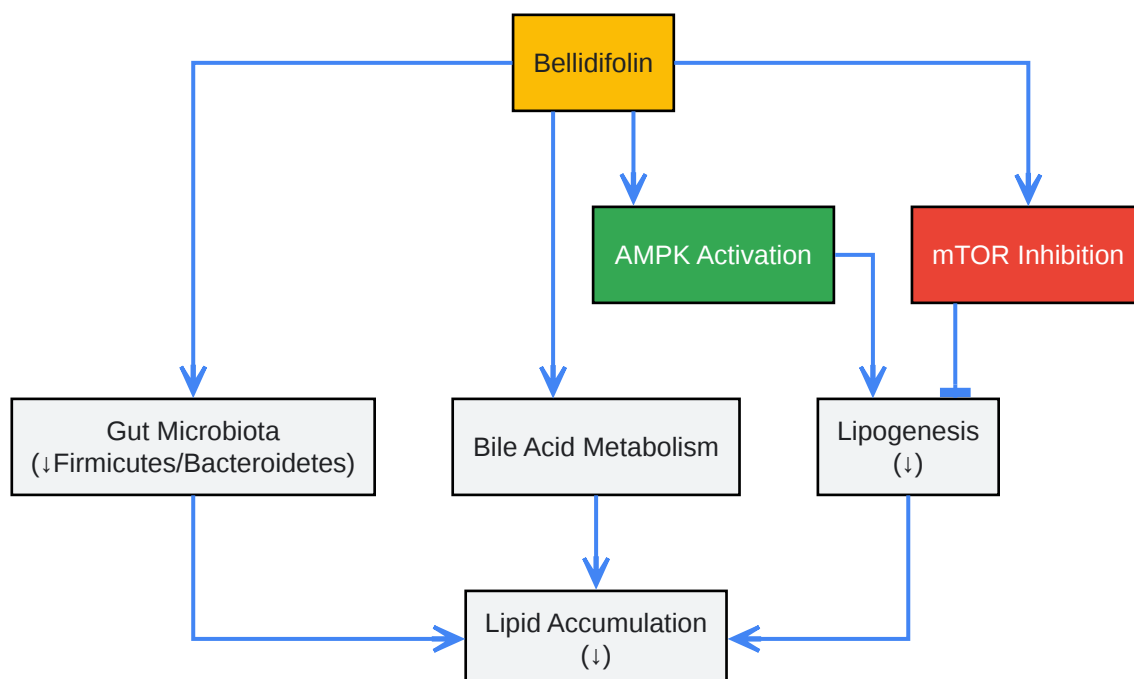 Bellidifolin
AMPK Activation
mTOR Inhibition
Gut Microbiota
(↓Firmicutes/Bacteroidetes)
Bile Acid Metabolism
Lipogenesis
(↓)
Lipid Accumulation
(↓)